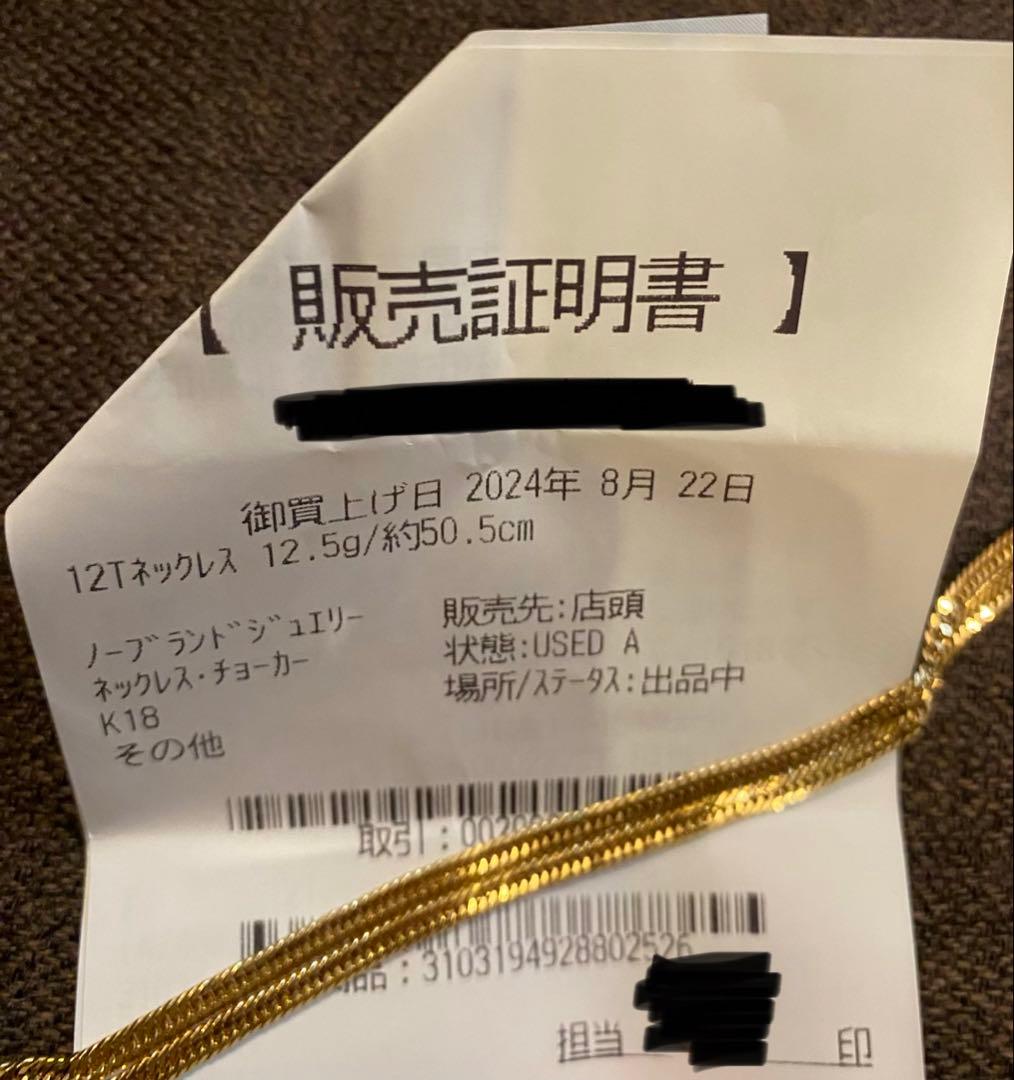 【 販売証明書 】
御買上げ日 2024年 8月 22日
12Tネックレス 12.5g/約50.5cm
ノーブランドジュエリー
ネックレス・チョーカー
K18
その他
販売先:店頭
状態:USED A
場所/ステータス:出品中
取引:002
品:3103194928802526
担当
印